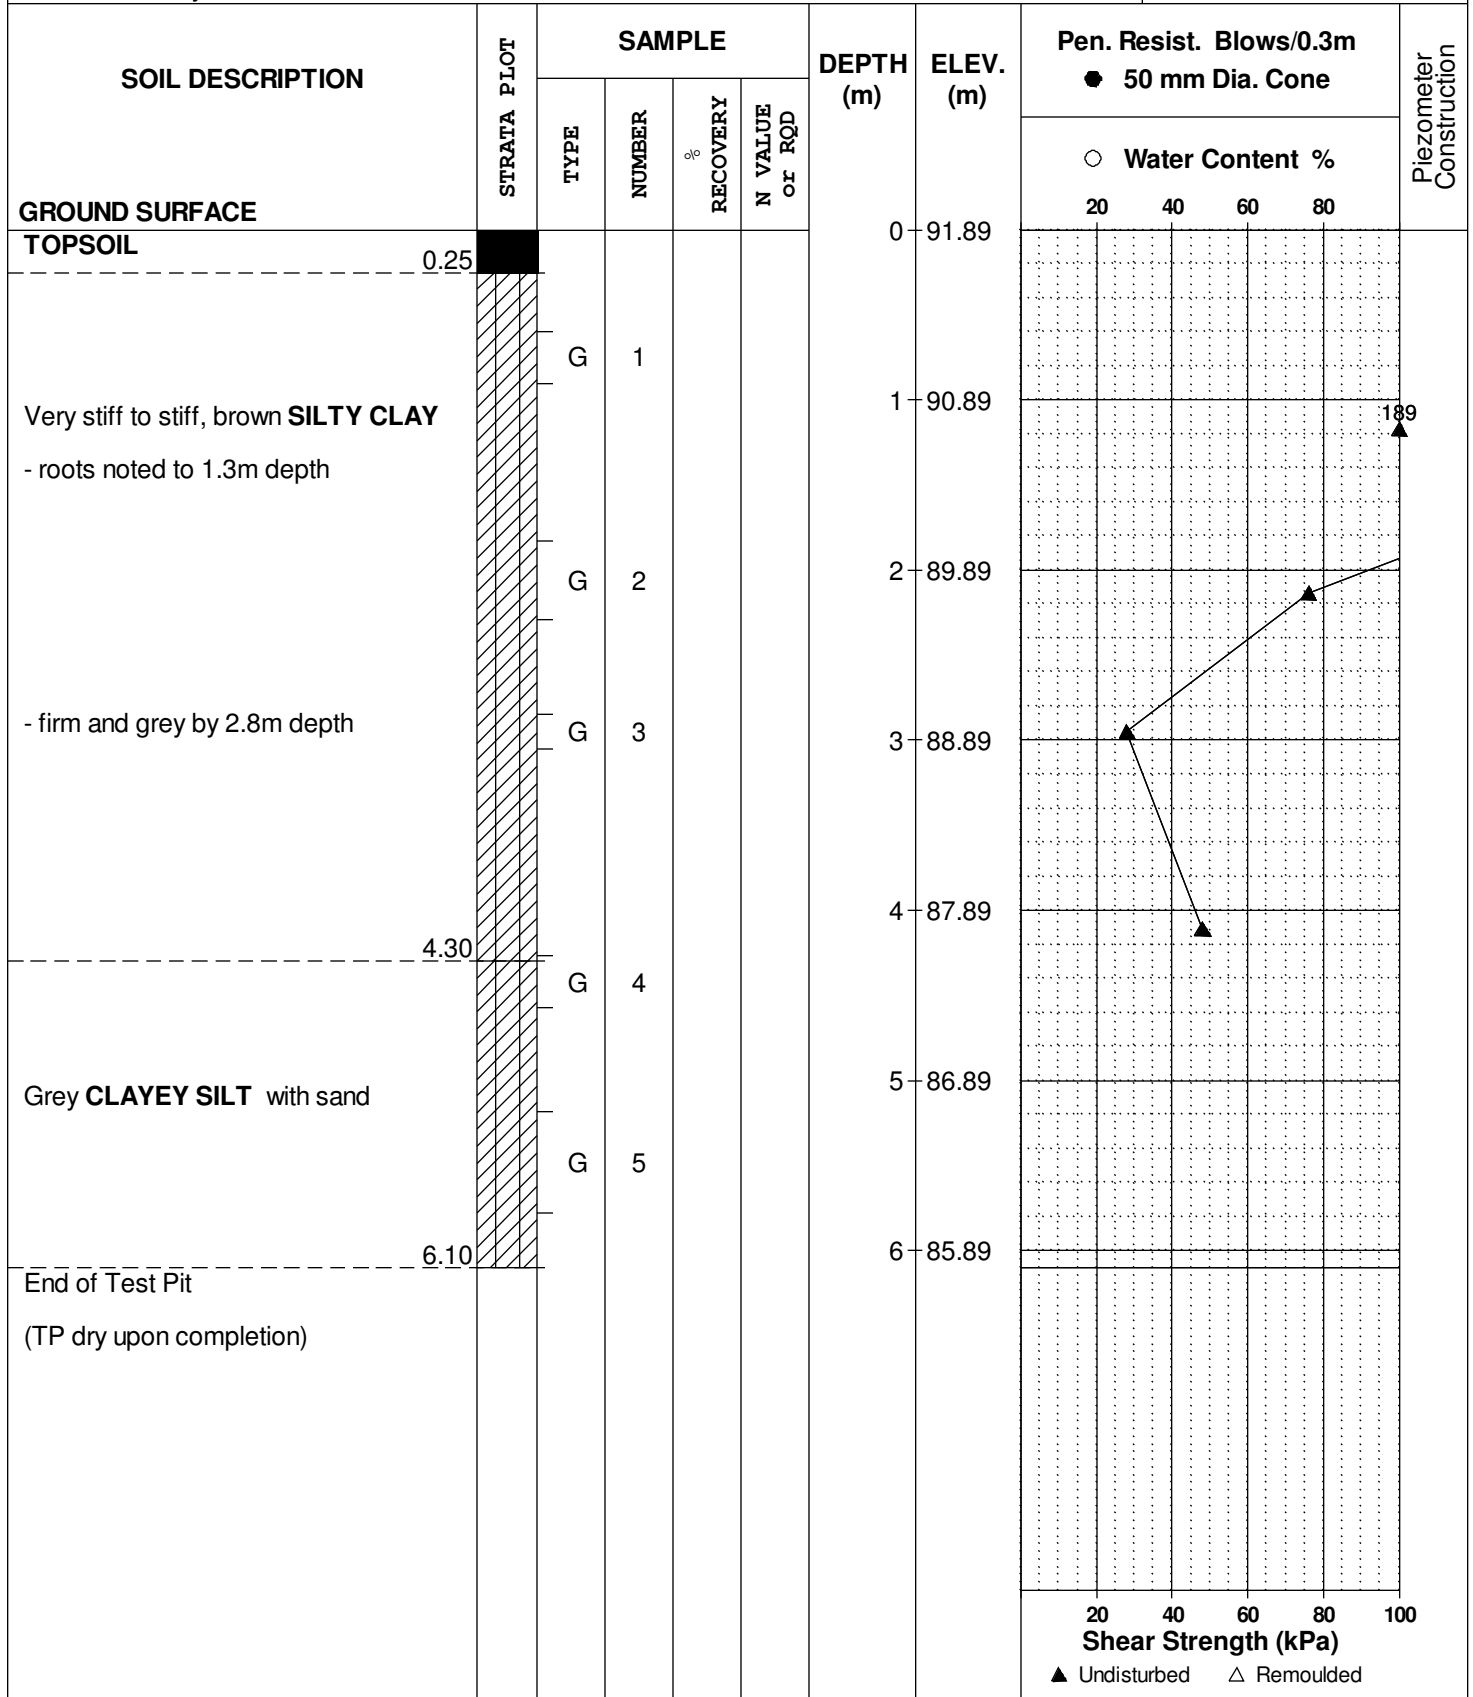 SOIL DESCRIPTION
GROUND SURFACE
STRATA PLOT
SAMPLE
TYPE
NUMBER
%
RECOVERY
N VALUE
or RQD
DEPTH
(m)
ELEV.
(m)
Pen. Resist. Blows/0.3m
● 50 mm Dia. Cone
○ Water Content %
20 40 60 80
Piezometer
Construction
TOPSOIL
0.25
0 91.89
G 1
1 90.89
189
Very stiff to stiff, brown SILTY CLAY
- roots noted to 1.3m depth
2 89.89
G 2
- firm and grey by 2.8m depth
G 3
3 88.89
4 87.89
4.30
G 4
5 86.89
Grey CLAYEY SILT with sand
G 5
6 85.89
6.10
End of Test Pit
(TP dry upon completion)
20 40 60 80 100
Shear Strength (kPa)
▲ Undisturbed △ Remoulded